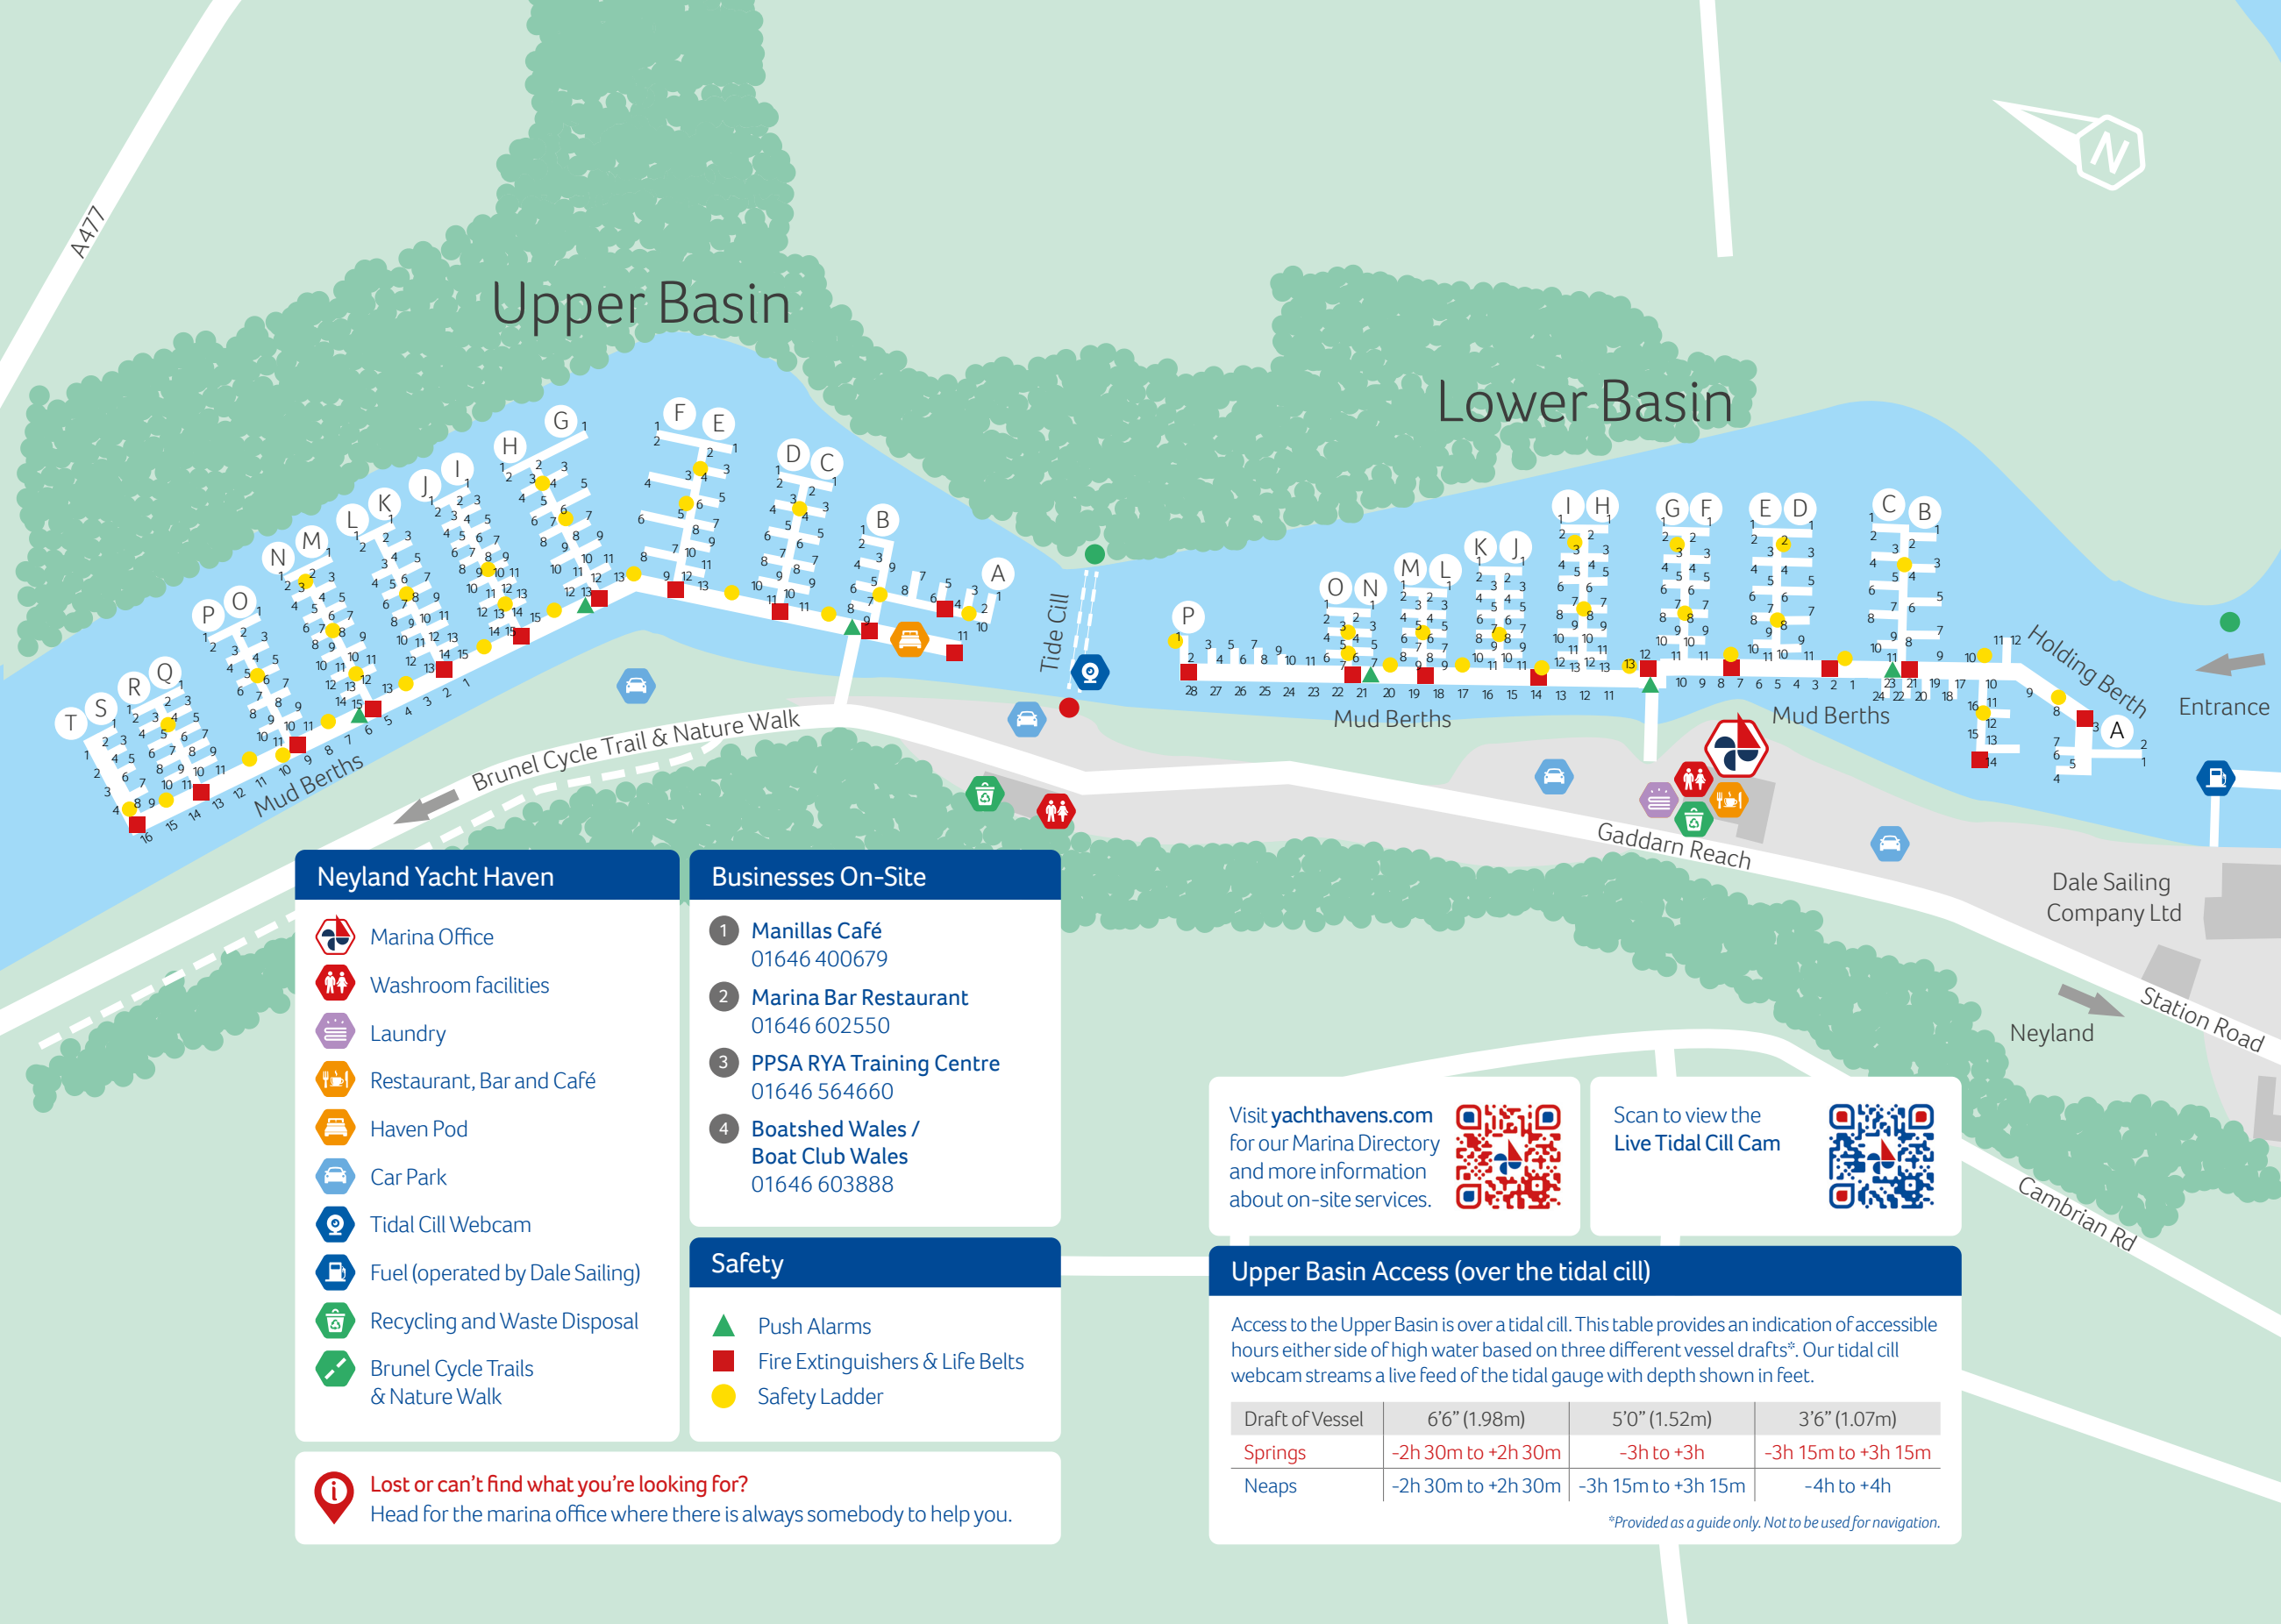 A477
Upper Basin
Lower Basin
N
G
F
E
D
C
H
I
J
K
L
M
N
O
P
Q
R
S
T
B
A
Tide Cill
P
O
N
M
L
K
J
I
H
G
F
E
D
C
B
A
Holding Berth
Entrance
Mud Berths
Mud Berths
Mud Berths
Brunel Cycle Trail & Nature Walk
Gaddarn Reach
Dale Sailing
Company Ltd
Station Road
Neyland
Cambrian Rd
Neyland Yacht Haven
Marina Office
Washroom facilities
Laundry
Restaurant, Bar and Café
Haven Pod
Car Park
Tidal Cill Webcam
Fuel (operated by Dale Sailing)
Recycling and Waste Disposal
Brunel Cycle Trails
& Nature Walk
Businesses On-Site
1 Manillas Café
01646 400679
2 Marina Bar Restaurant
01646 602550
3 PPSA RYA Training Centre
01646 564660
4 Boatshed Wales /
Boat Club Wales
01646 603888
Safety
Push Alarms
Fire Extinguishers & Life Belts
Safety Ladder
Lost or can't find what you're looking for?
Head for the marina office where there is always somebody to help you.
Visit yachthavens.com
for our Marina Directory
and more information
about on-site services.
Scan to view the
Live Tidal Cill Cam
Upper Basin Access (over the tidal cill)
Access to the Upper Basin is over a tidal cill. This table provides an indication of accessible
hours either side of high water based on three different vessel drafts*. Our tidal cill
webcam streams a live feed of the tidal gauge with depth shown in feet.
Draft of Vessel 6'6" (1.98m) 5'0" (1.52m) 3'6" (1.07m)
Springs -2h 30m to +2h 30m -3h to +3h -3h 15m to +3h 15m
Neaps -2h 30m to +2h 30m -3h 15m to +3h 15m -4h to +4h
*Provided as a guide only. Not to be used for navigation.